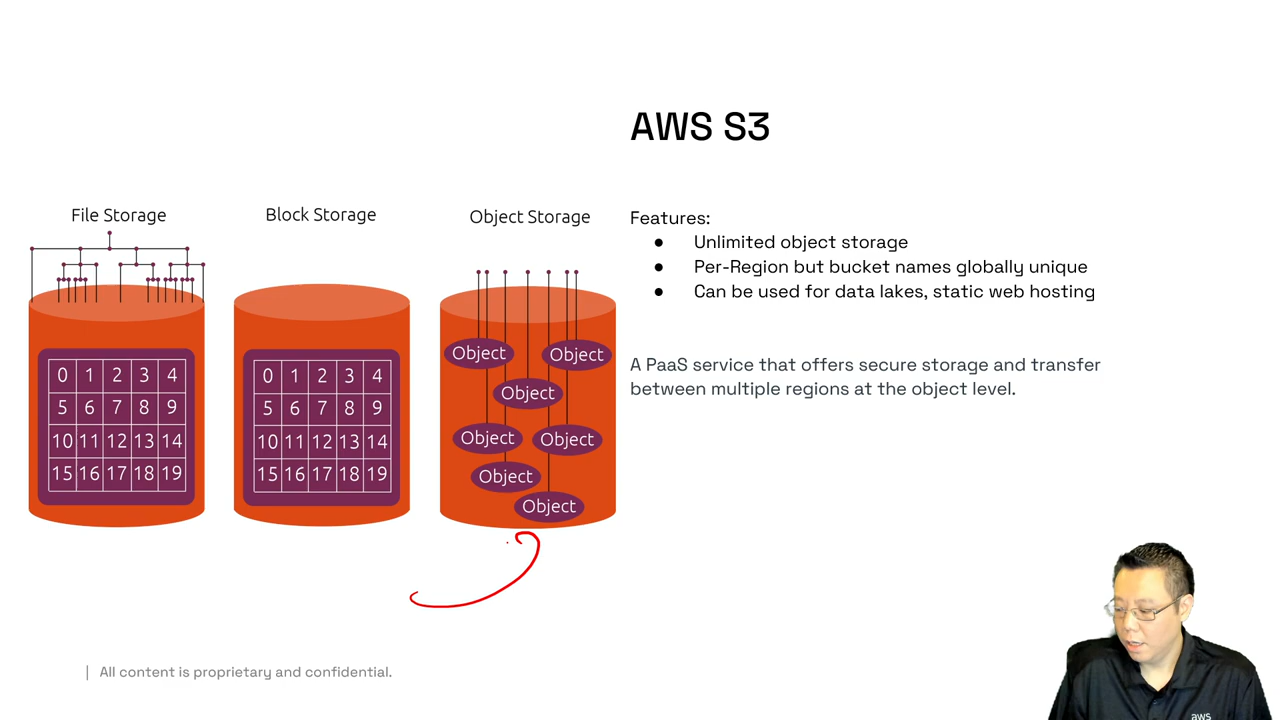 AWS S3
File Storage
Block Storage
Object Storage
0 1 2 3 4
5 6 7 8 9
10 11 12 13 14
15 16 17 18 19
0 1 2 3 4
5 6 7 8 9
10 11 12 13 14
15 16 17 18 19
Object
Object
Object
Object
Object
Object
Object
Features:
● Unlimited object storage
● Per-Region but bucket names globally unique
● Can be used for data lakes, static web hosting
A PaaS service that offers secure storage and transfer
between multiple regions at the object level.
| All content is proprietary and confidential.
aws